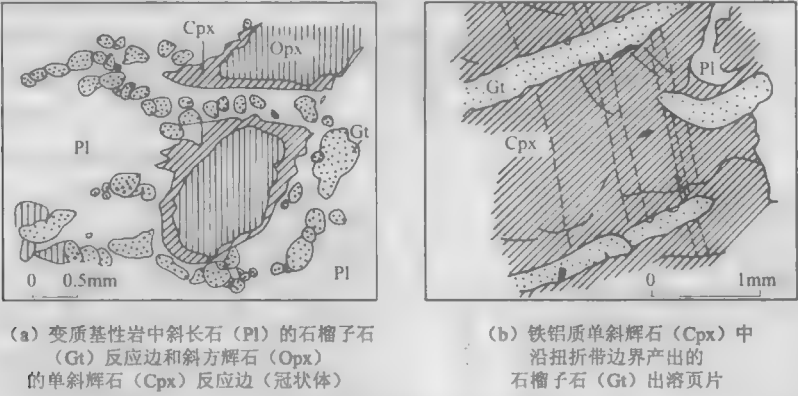 Cpx
Opx
Gt
Pl
Pl
0 0.5mm
Gt
Pl
Cpx
0 1mm
(a) 变质基性岩中斜长石(Pl)的石榴子石
(Gt)反应边和斜方辉石(Opx)
的单斜辉石(Cpx)反应边(冠状体)
(b) 铁铝质单斜辉石(Cpx)中
沿扭折带边界产出的
石榴子石(Gt)出溶页片